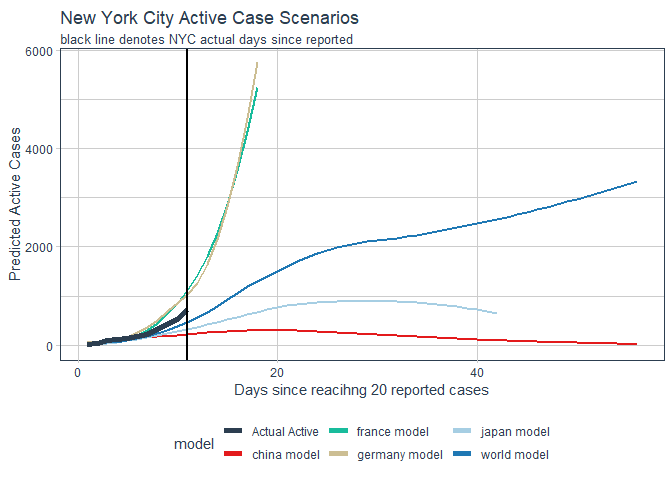 New York City Active Case Scenarios
black line denotes NYC actual days since reported
Predicted Active Cases
6000
4000
2000
0
0 20 40
Days since reacihng 20 reported cases
model
Actual Active france model japan model
china model germany model world model